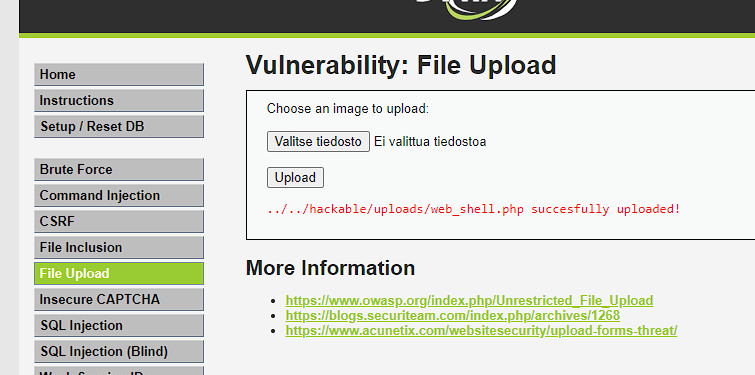 Home
Instructions
Setup / Reset DB
Brute Force
Command Injection
CSRF
File Inclusion
File Upload
Insecure CAPTCHA
SQL Injection
SQL Injection (Blind)
Vulnerability: File Upload
Choose an image to upload:
Valitse tiedosto Ei valittua tiedostoa
Upload
../../hackable/uploads/web_shell.php succesfully uploaded!
More Information
https://www.owasp.org/index.php/Unrestricted_File_Upload
https://blogs.securiteam.com/index.php/archives/1268
https://www.acunetix.com/websitesecurity/upload-forms-threat/